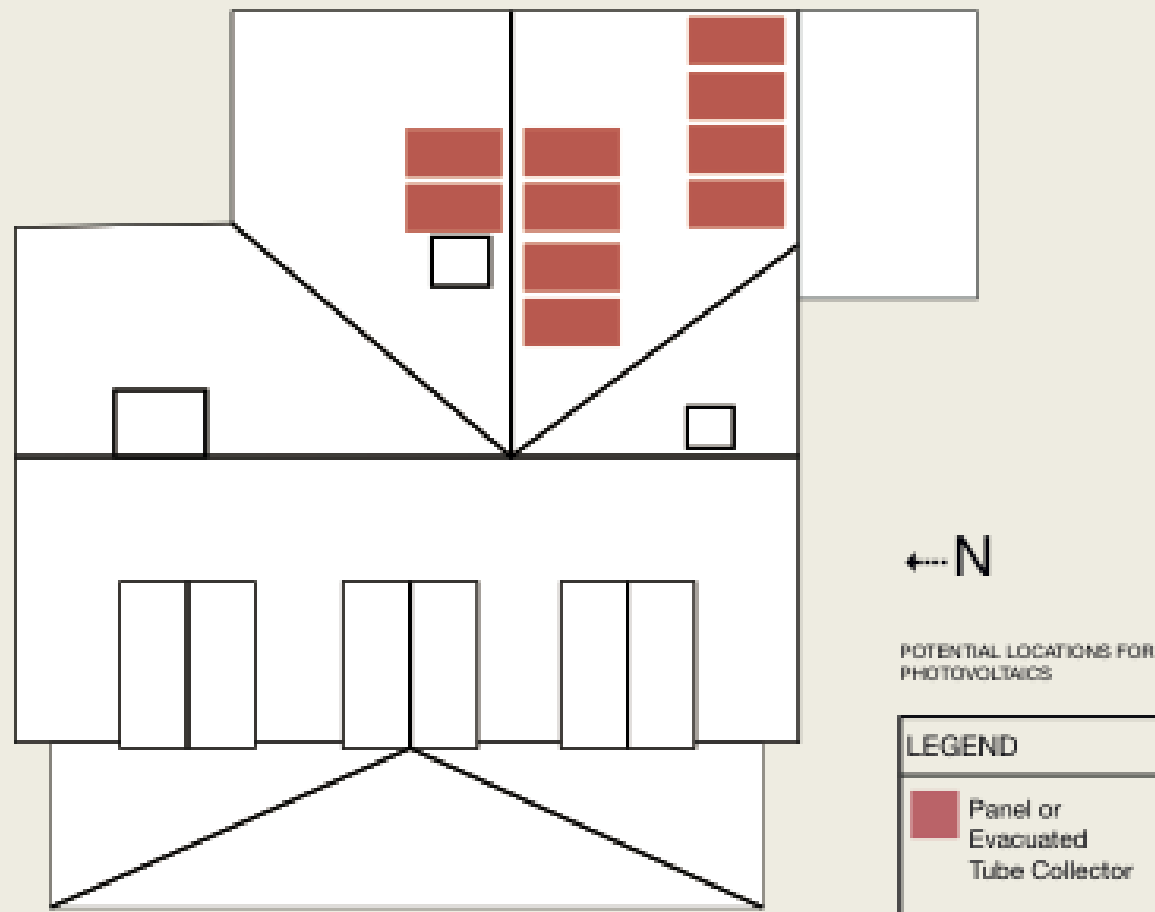 N
POTENTIAL LOCATIONS FOR
PHOTOVOLTAICS
LEGEND
Panel or
Evacuated
Tube Collector